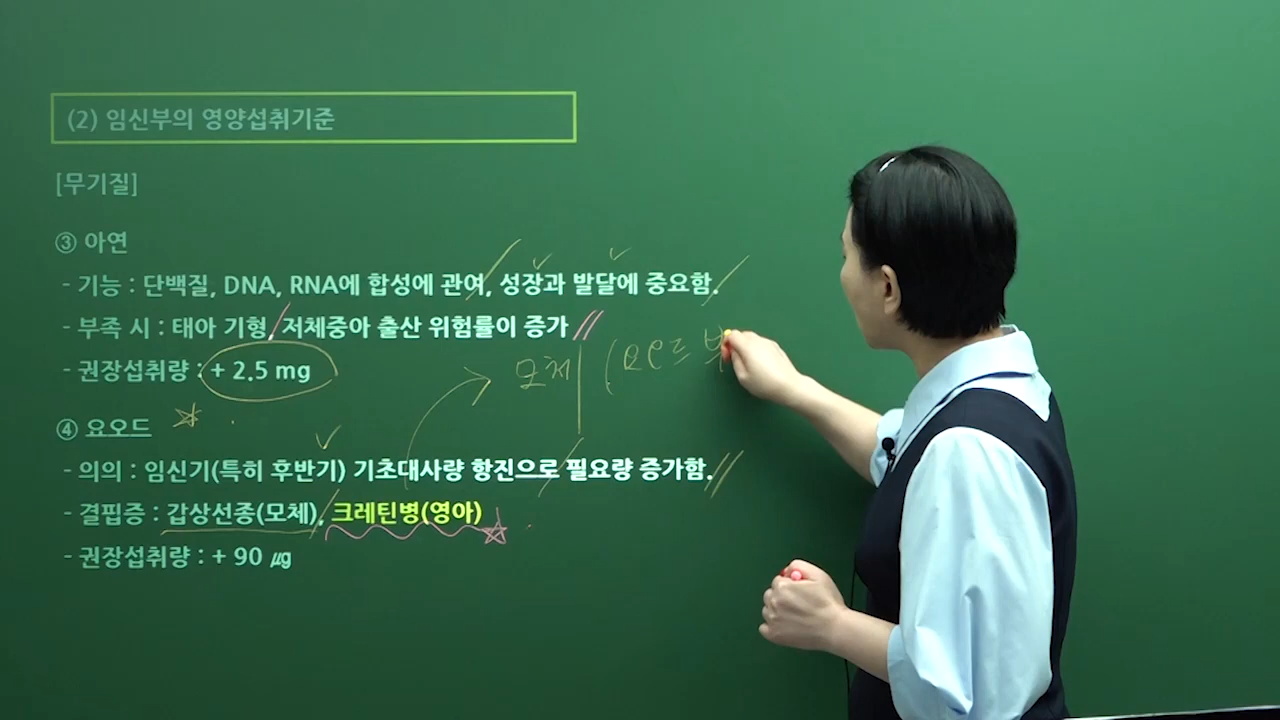 (2) 임신부의 영양섭취기준
[무기질]
③ 아연
- 기능 : 단백질, DNA, RNA에 합성에 관여, 성장과 발달에 중요함.
- 부족 시 : 태아 기형, 저체중아 출산 위험률이 증가
- 권장섭취량 : + 2.5 mg
모체 (요오드 부
④ 요오드
- 의의 : 임신기(특히 후반기) 기초대사량 항진으로 필요량 증가함.
- 결핍증 : 갑상선종(모체), 크레틴병(영아)
- 권장섭취량 : + 90 ㎍